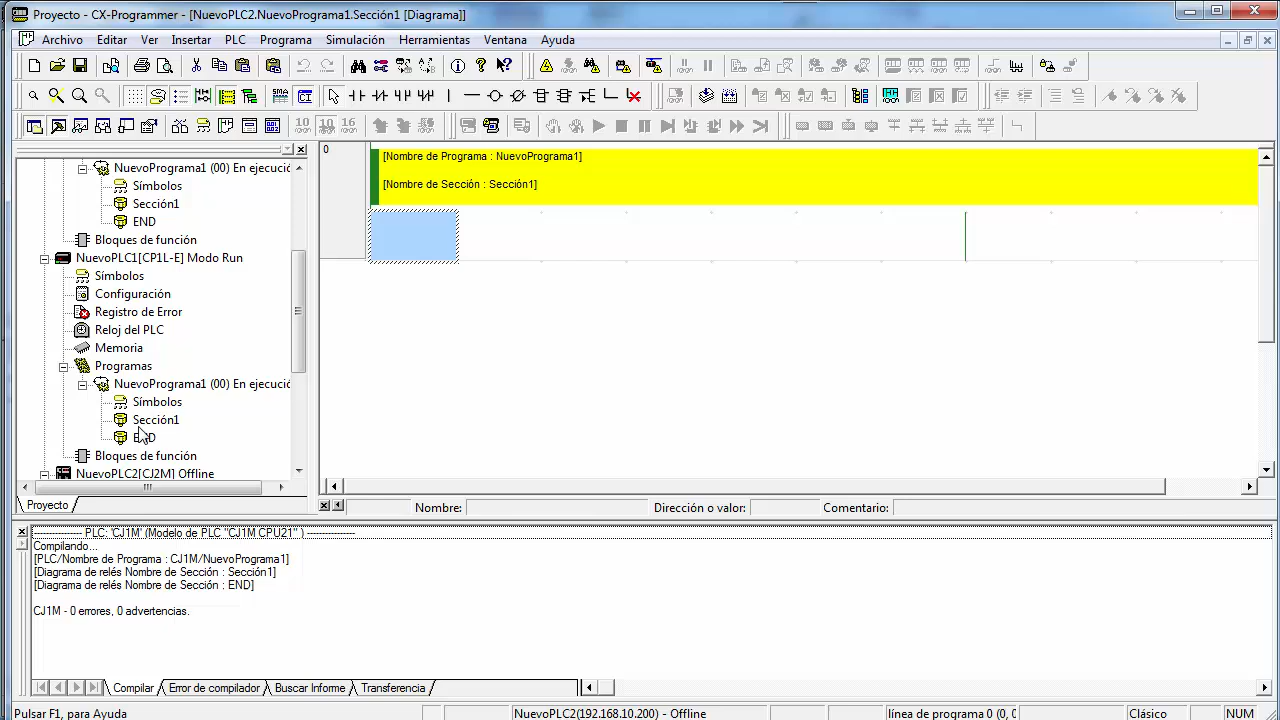 Proyecto - CX-Programmer - [NuevoPLC2.NuevoPrograma1.Sección1 [Diagrama]]
Archivo Editar Ver Insertar PLC Programa Simulación Herramientas Ventana Ayuda
10 10 16
NuevoPrograma1 (00) En ejecució
Símbolos
Sección1
END
Bloques de función
NuevoPLC1[CP1L-E] Modo Run
Símbolos
Configuración
Registro de Error
Reloj del PLC
Memoria
Programas
NuevoPrograma1 (00) En ejecució
Símbolos
Sección1
END
Bloques de función
NuevoPLC2[CJ2M] Offline
Proyecto
0
[Nombre de Programa : NuevoPrograma1]
[Nombre de Sección : Sección1]
Nombre: Dirección o valor: Comentario:
-------------- PLC: 'CJ1M' (Modelo de PLC "CJ1M CPU21" ) --------------
Compilando...
[PLC/Nombre de Programa : CJ1M/NuevoPrograma1]
[Diagrama de relés Nombre de Sección : Sección1]
[Diagrama de relés Nombre de Sección : END]
CJ1M - 0 errores, 0 advertencias.
Compilar Error de compilador Buscar Informe Transferencia
Pulsar F1, para Ayuda NuevoPLC2(192.168.10.200) - Offline línea de programa 0 (0, 0 Clásico NUM